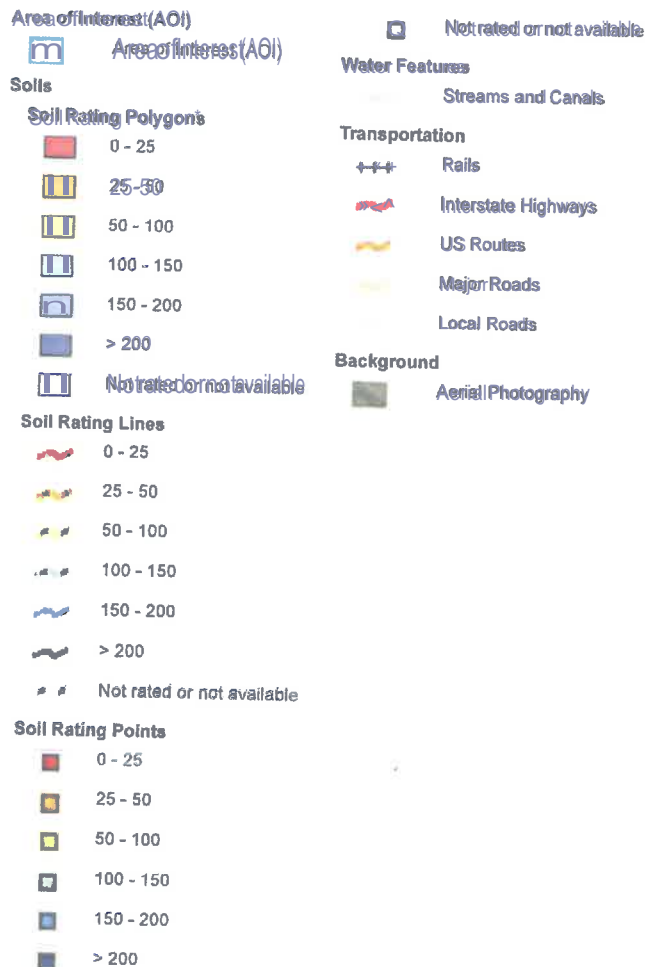 Area of Interest (AOI)
Area of Interest (AOI)
Soils
Soil Rating Polygons
0 - 25
25 - 50
50 - 100
100 - 150
150 - 200
> 200
Not rated or not available
Soil Rating Lines
0 - 25
25 - 50
50 - 100
100 - 150
150 - 200
> 200
Not rated or not available
Soil Rating Points
0 - 25
25 - 50
50 - 100
100 - 150
150 - 200
> 200
Not rated or not available
Water Features
Streams and Canals
Transportation
Rails
Interstate Highways
US Routes
Major Roads
Local Roads
Background
Aerial Photography